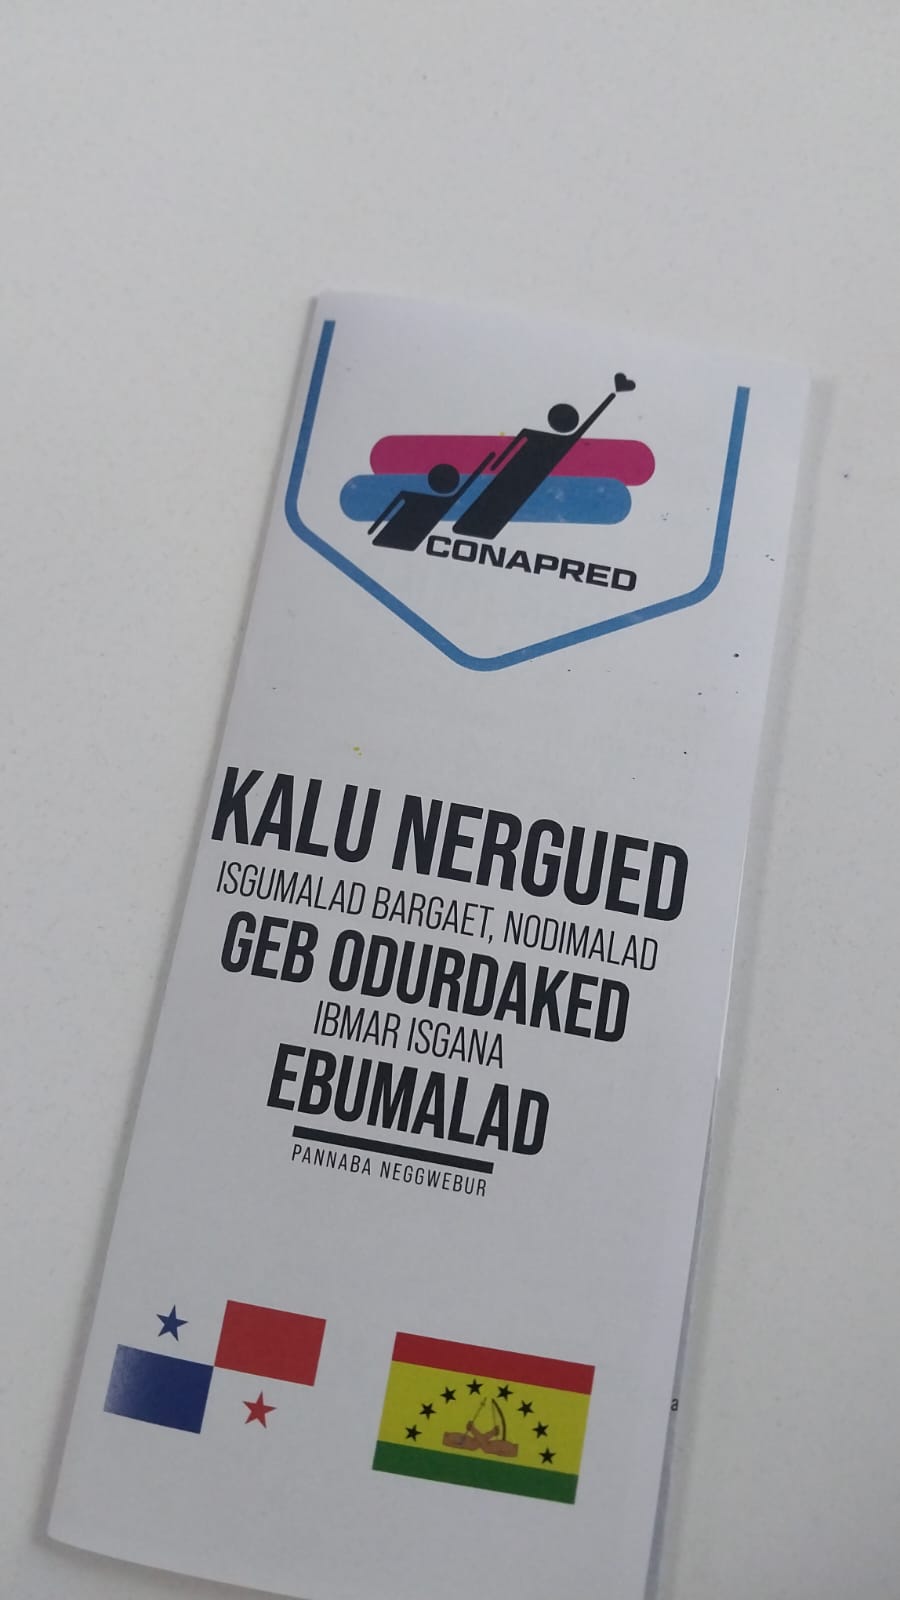 CONAPRED
KALU NERGUED
ISGUMALAD BARGAET, NODIMALAD
GEB ODURDAKED
IBMAR ISGANA
EBUMALAD
PANNABA NEGGWEBUR
a